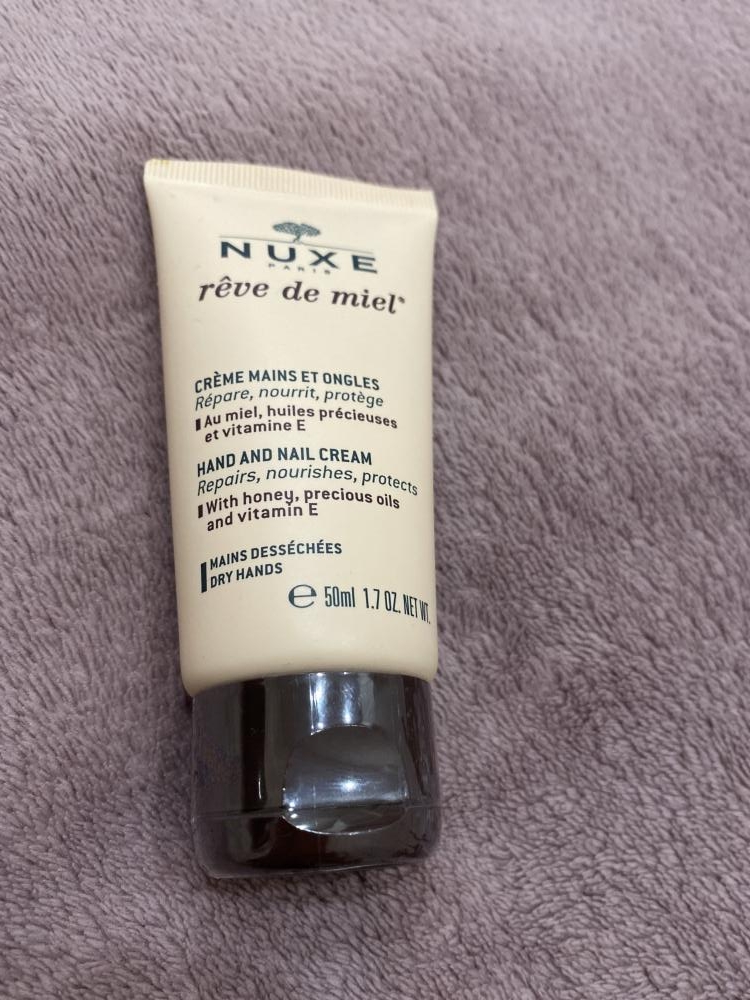 NUXE
PARIS
rêve de miel®
CRÈME MAINS ET ONGLES
Répare, nourrit, protège
Au miel, huiles précieuses
et vitamine E
HAND AND NAIL CREAM
Repairs, nourishes, protects
With honey, precious oils
and vitamin E
MAINS DESSÉCHÉES
DRY HANDS
℮ 50ml 1.7 OZ. NET WT.